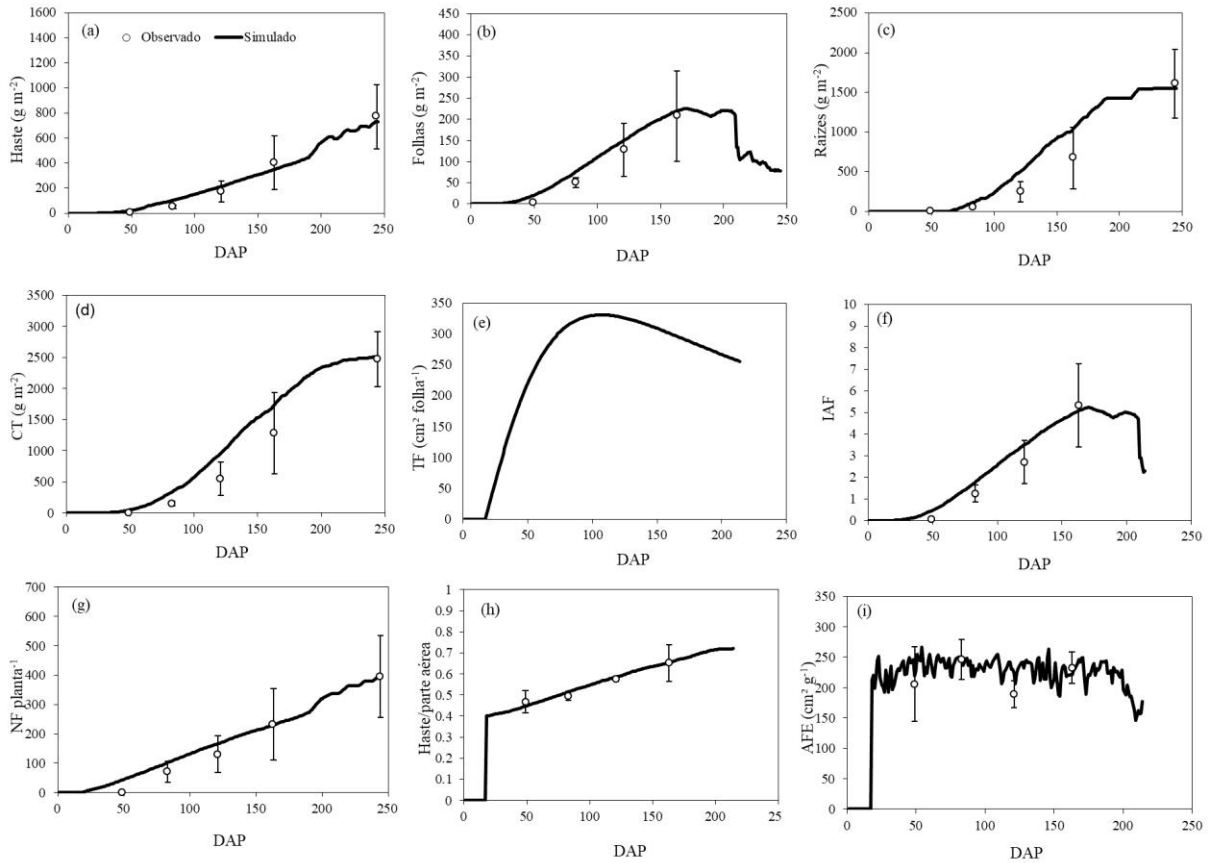 (a)
Observado Simulado
Haste (g m⁻²)
1600
1400
1200
1000
800
600
400
200
0
0 50 100 150 200 250
DAP
(b)
Folhas (g m⁻²)
450
400
350
300
250
200
150
100
50
0
0 50 100 150 200 250
DAP
(c)
Raízes (g m⁻²)
2500
2000
1500
1000
500
0
0 50 100 150 200 250
DAP
(d)
CT (g m⁻²)
3500
3000
2500
2000
1500
1000
500
0
0 50 100 150 200 250
DAP
(e)
TF (cm² folha⁻¹)
350
300
250
200
150
100
50
0
0 50 100 150 200 250
DAP
(f)
IAF
10
9
8
7
6
5
4
3
2
1
0
0 50 100 150 200 250
DAP
(g)
NF planta⁻¹
700
600
500
400
300
200
100
0
0 50 100 150 200 250
DAP
(h)
Haste/parte aérea
1
0.9
0.8
0.7
0.6
0.5
0.4
0.3
0.2
0.1
0
0 50 100 150 200 25
DAP
(i)
AFE (cm² g⁻¹)
350
300
250
200
150
100
50
0
0 50 100 150 200 250
DAP